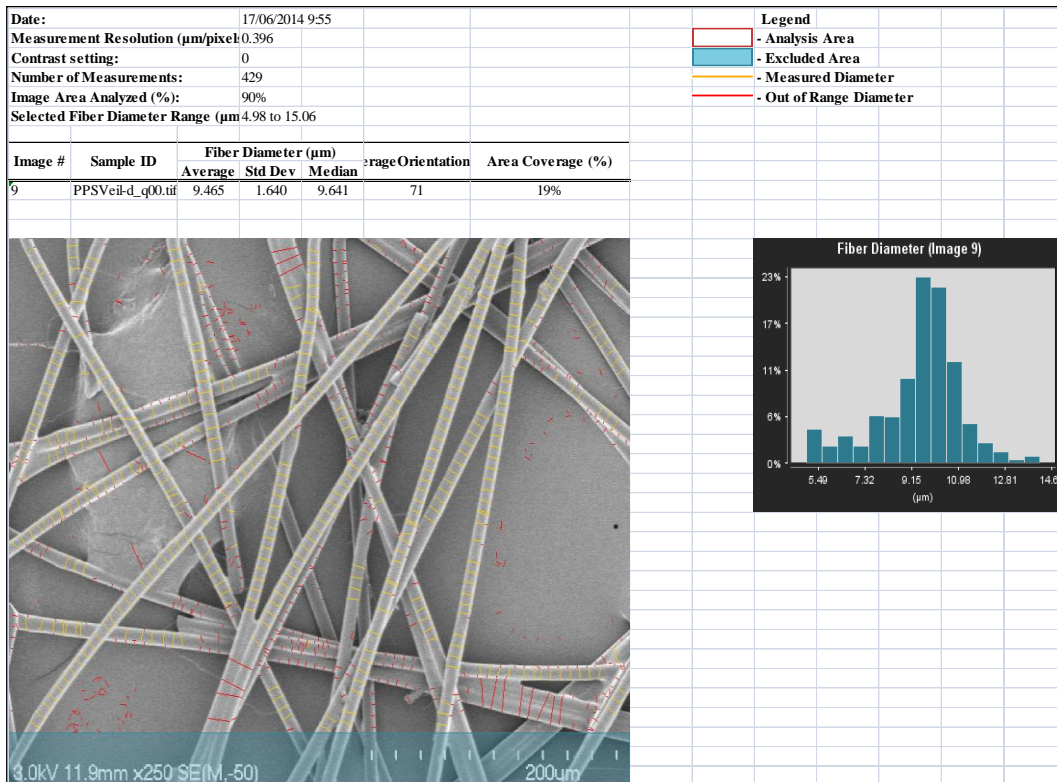 Date: 17/06/2014 9:55
Measurement Resolution (µm/pixel 0.396
Contrast setting: 0
Number of Measurements: 429
Image Area Analyzed (%): 90%
Selected Fiber Diameter Range (µm 4.98 to 15.06
Legend
- Analysis Area
- Excluded Area
- Measured Diameter
- Out of Range Diameter
Image # Sample ID Fiber Diameter (µm) erageOrientation Area Coverage (%)
Average Std Dev Median
9 PPSVeil-d_q00.tif 9.465 1.640 9.641 71 19%
Fiber Diameter (Image 9)
23%
17%
11%
6%
0%
5.49 7.32 9.15 10.98 12.81 14.6
(µm)
3.0kV 11.9mm x250 SE(M,-50) 200um